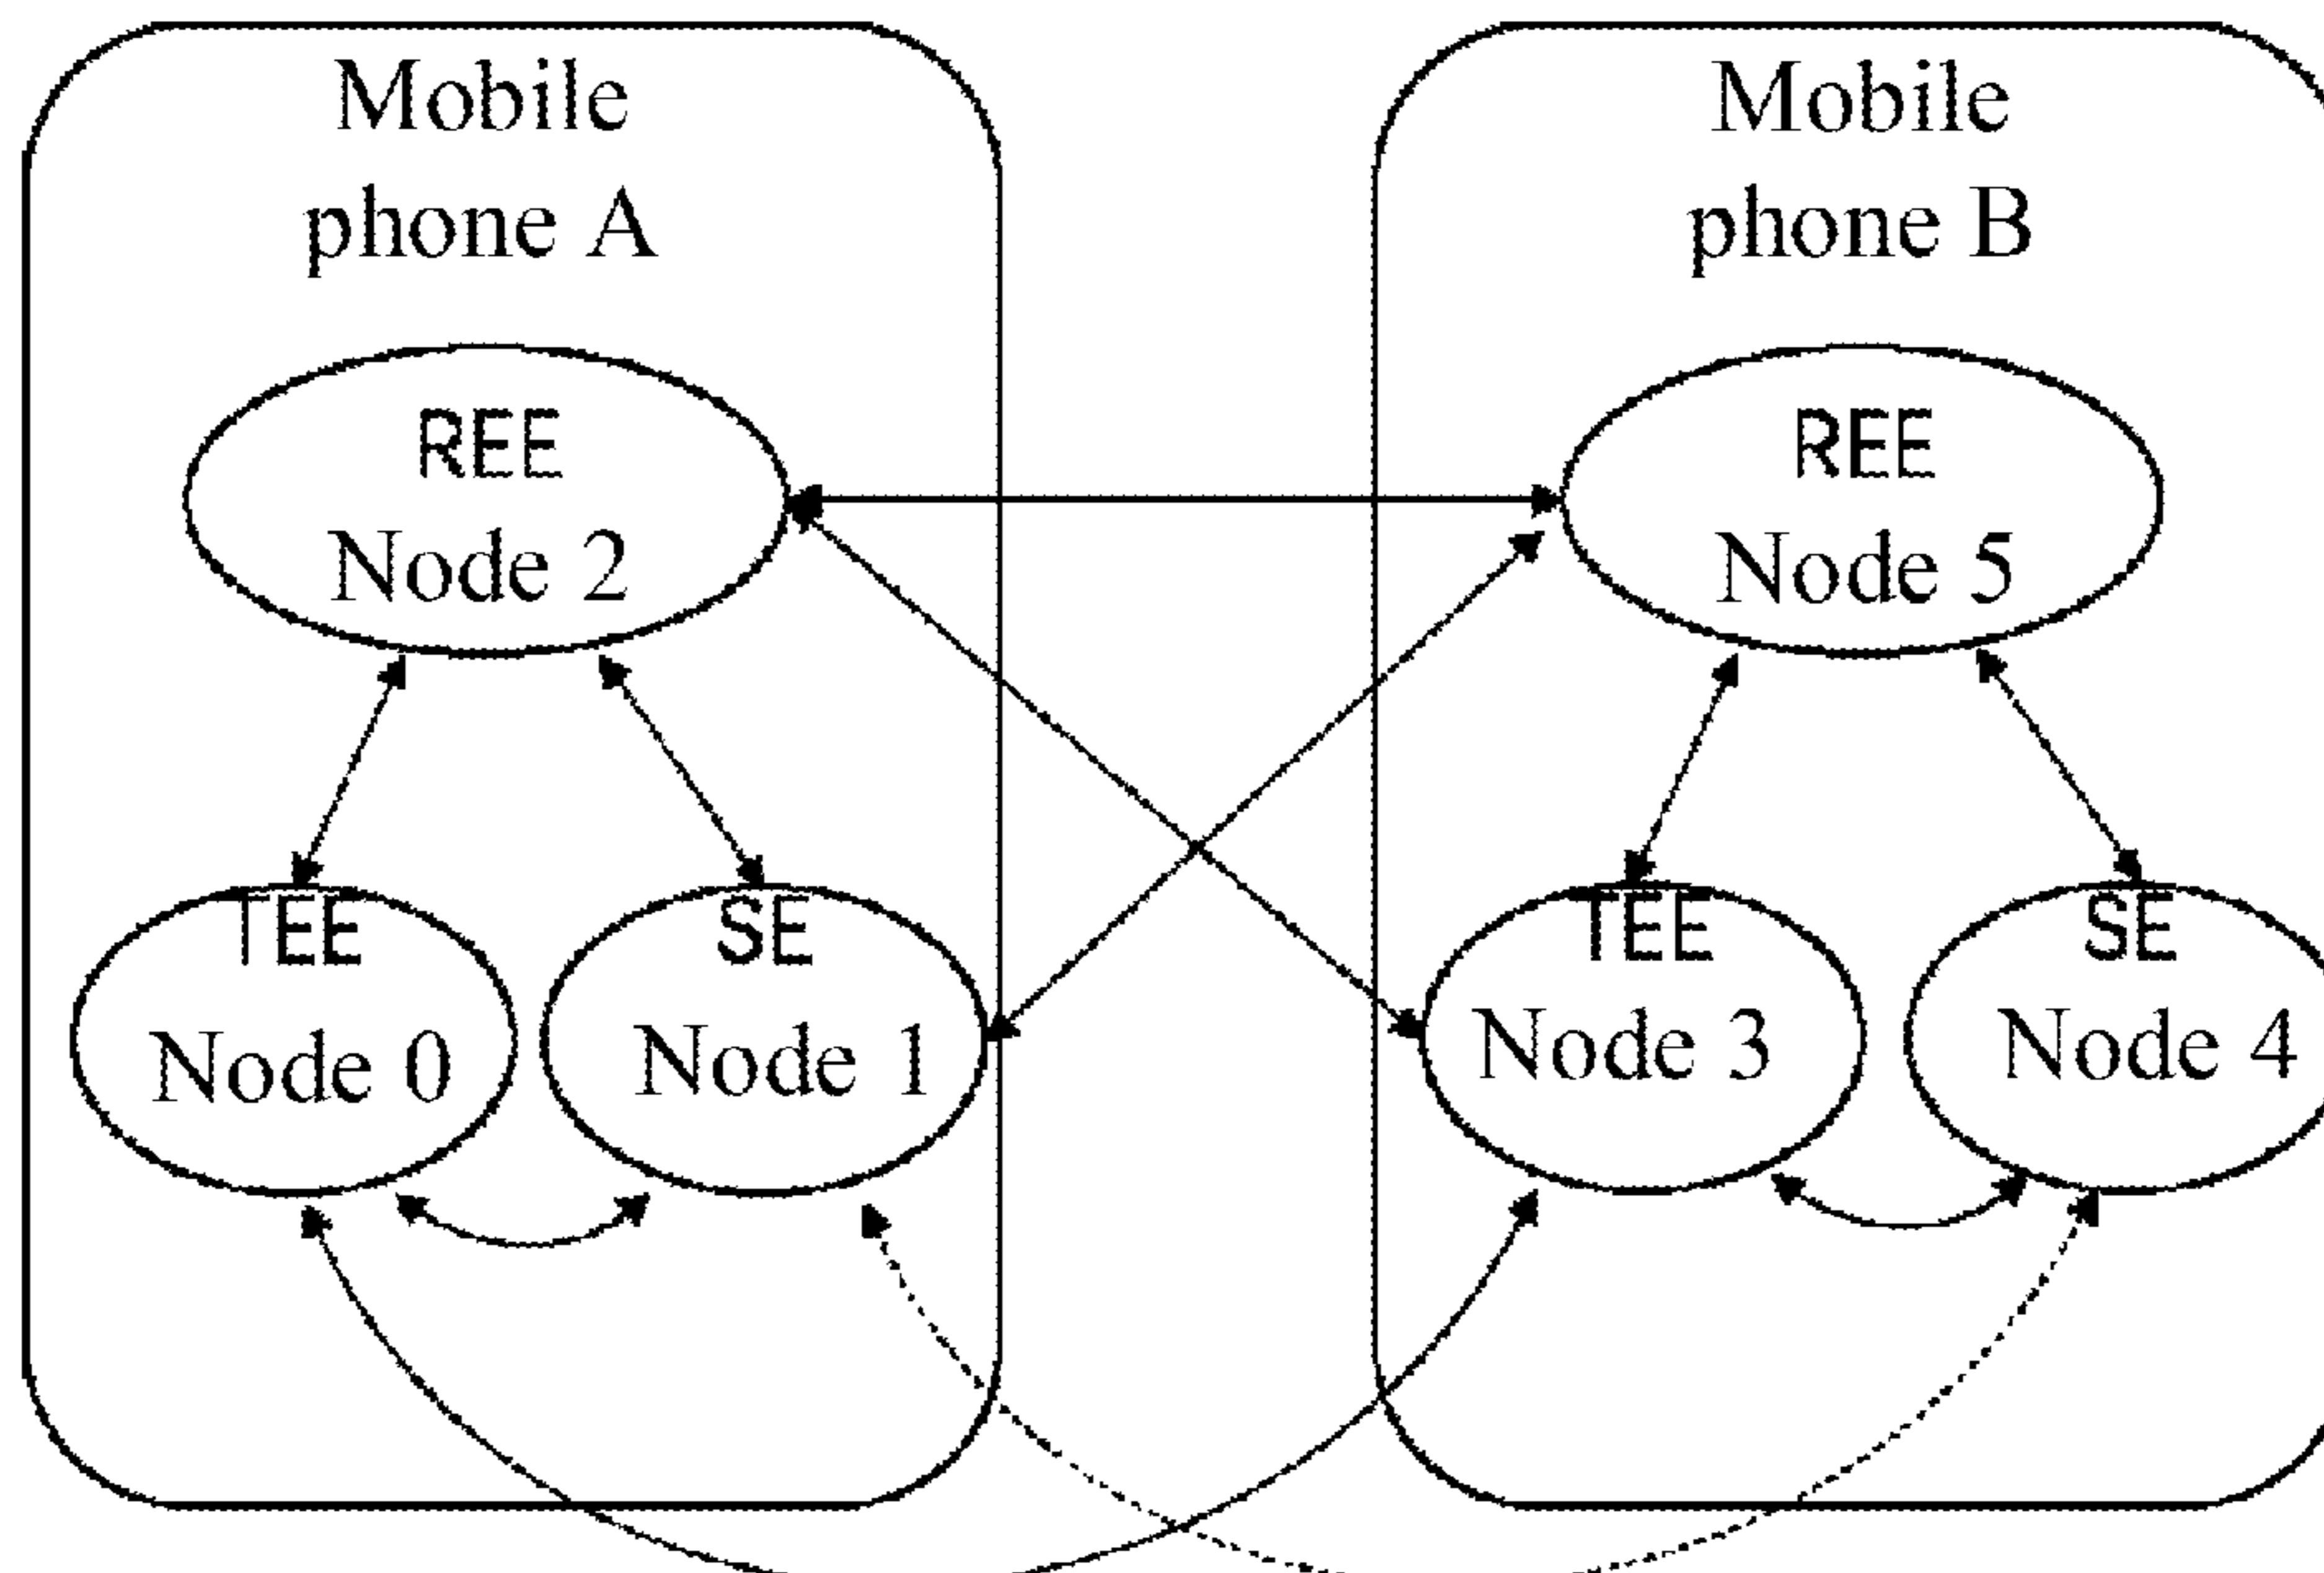 Mobile
phone A
Mobile
phone B
REE
Node 2
REE
Node 5
TEE
Node 0
SE
Node 1
TEE
Node 3
SE
Node 4